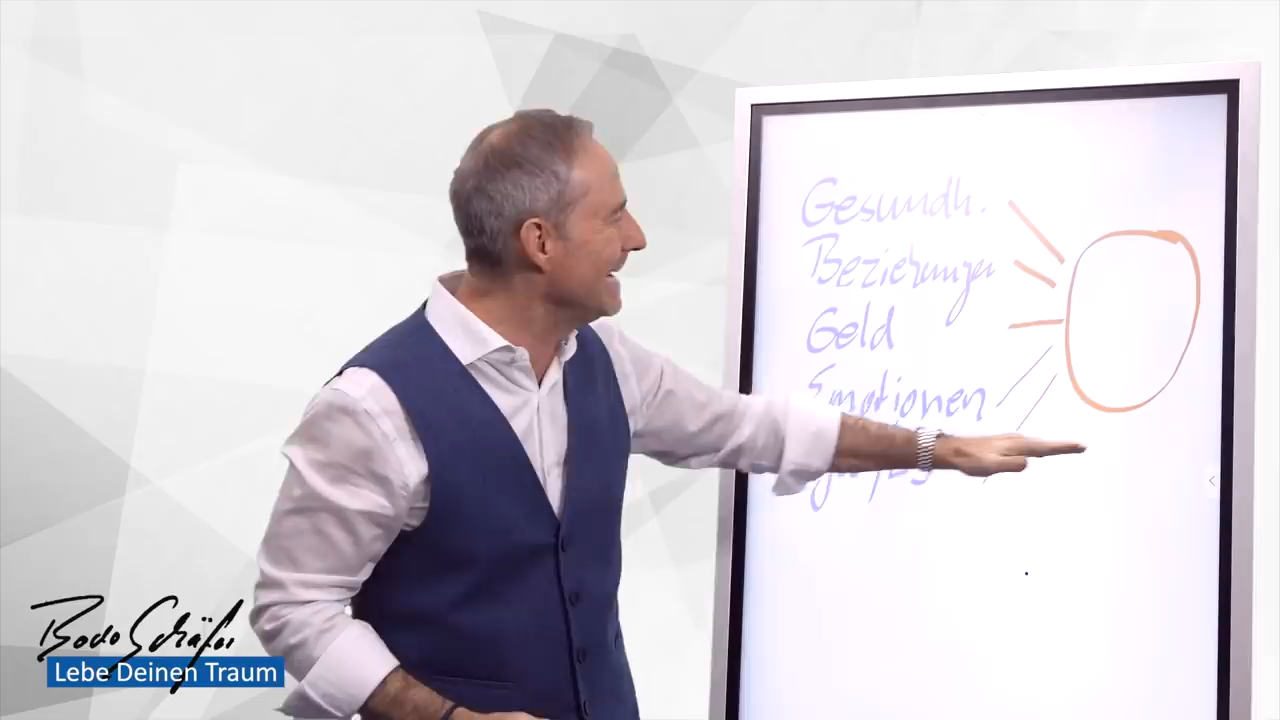 Gesundh.
Beziehungen
Geld
Emotionen
Bodo Schäfer
Lebe Deinen Traum